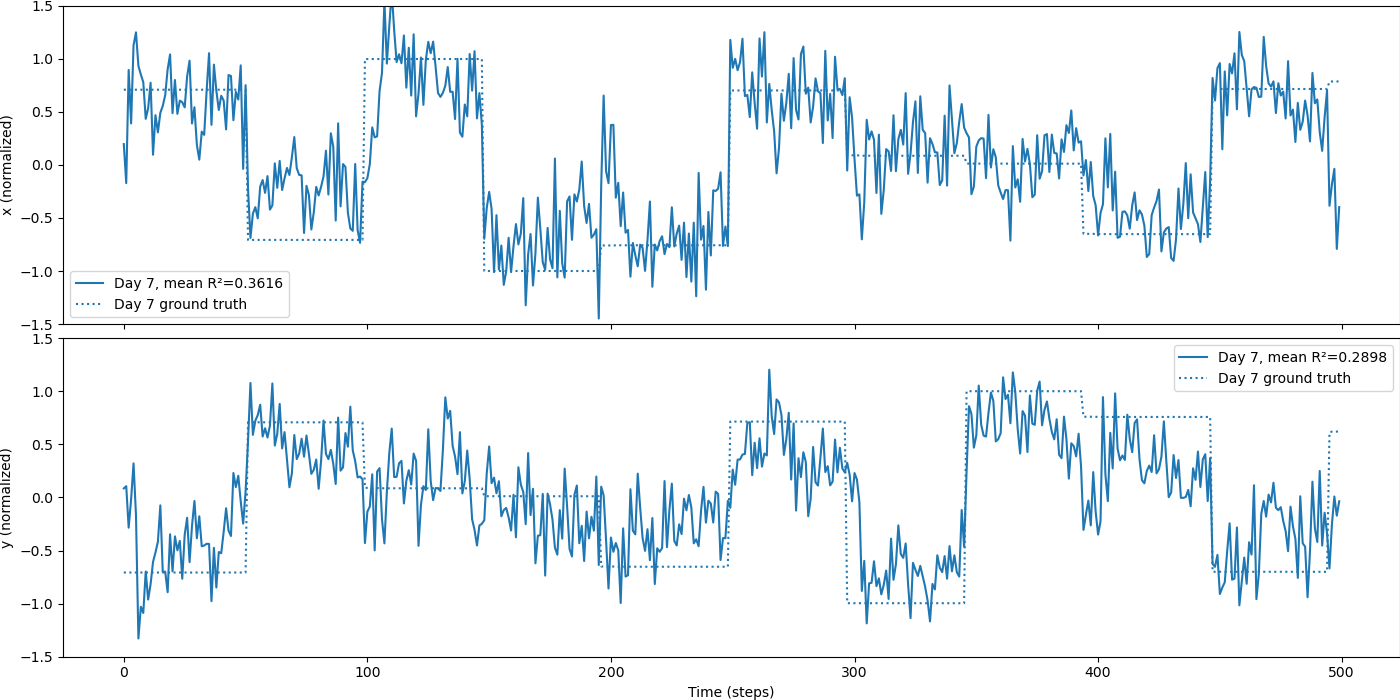 1.5
1.0
0.5
0.0
−0.5
−1.0
−1.5
x (normalized)
Day 7, mean R²=0.3616
Day 7 ground truth
1.5
1.0
0.5
0.0
−0.5
−1.0
−1.5
y (normalized)
Day 7, mean R²=0.2898
Day 7 ground truth
0 100 200 300 400 500
Time (steps)